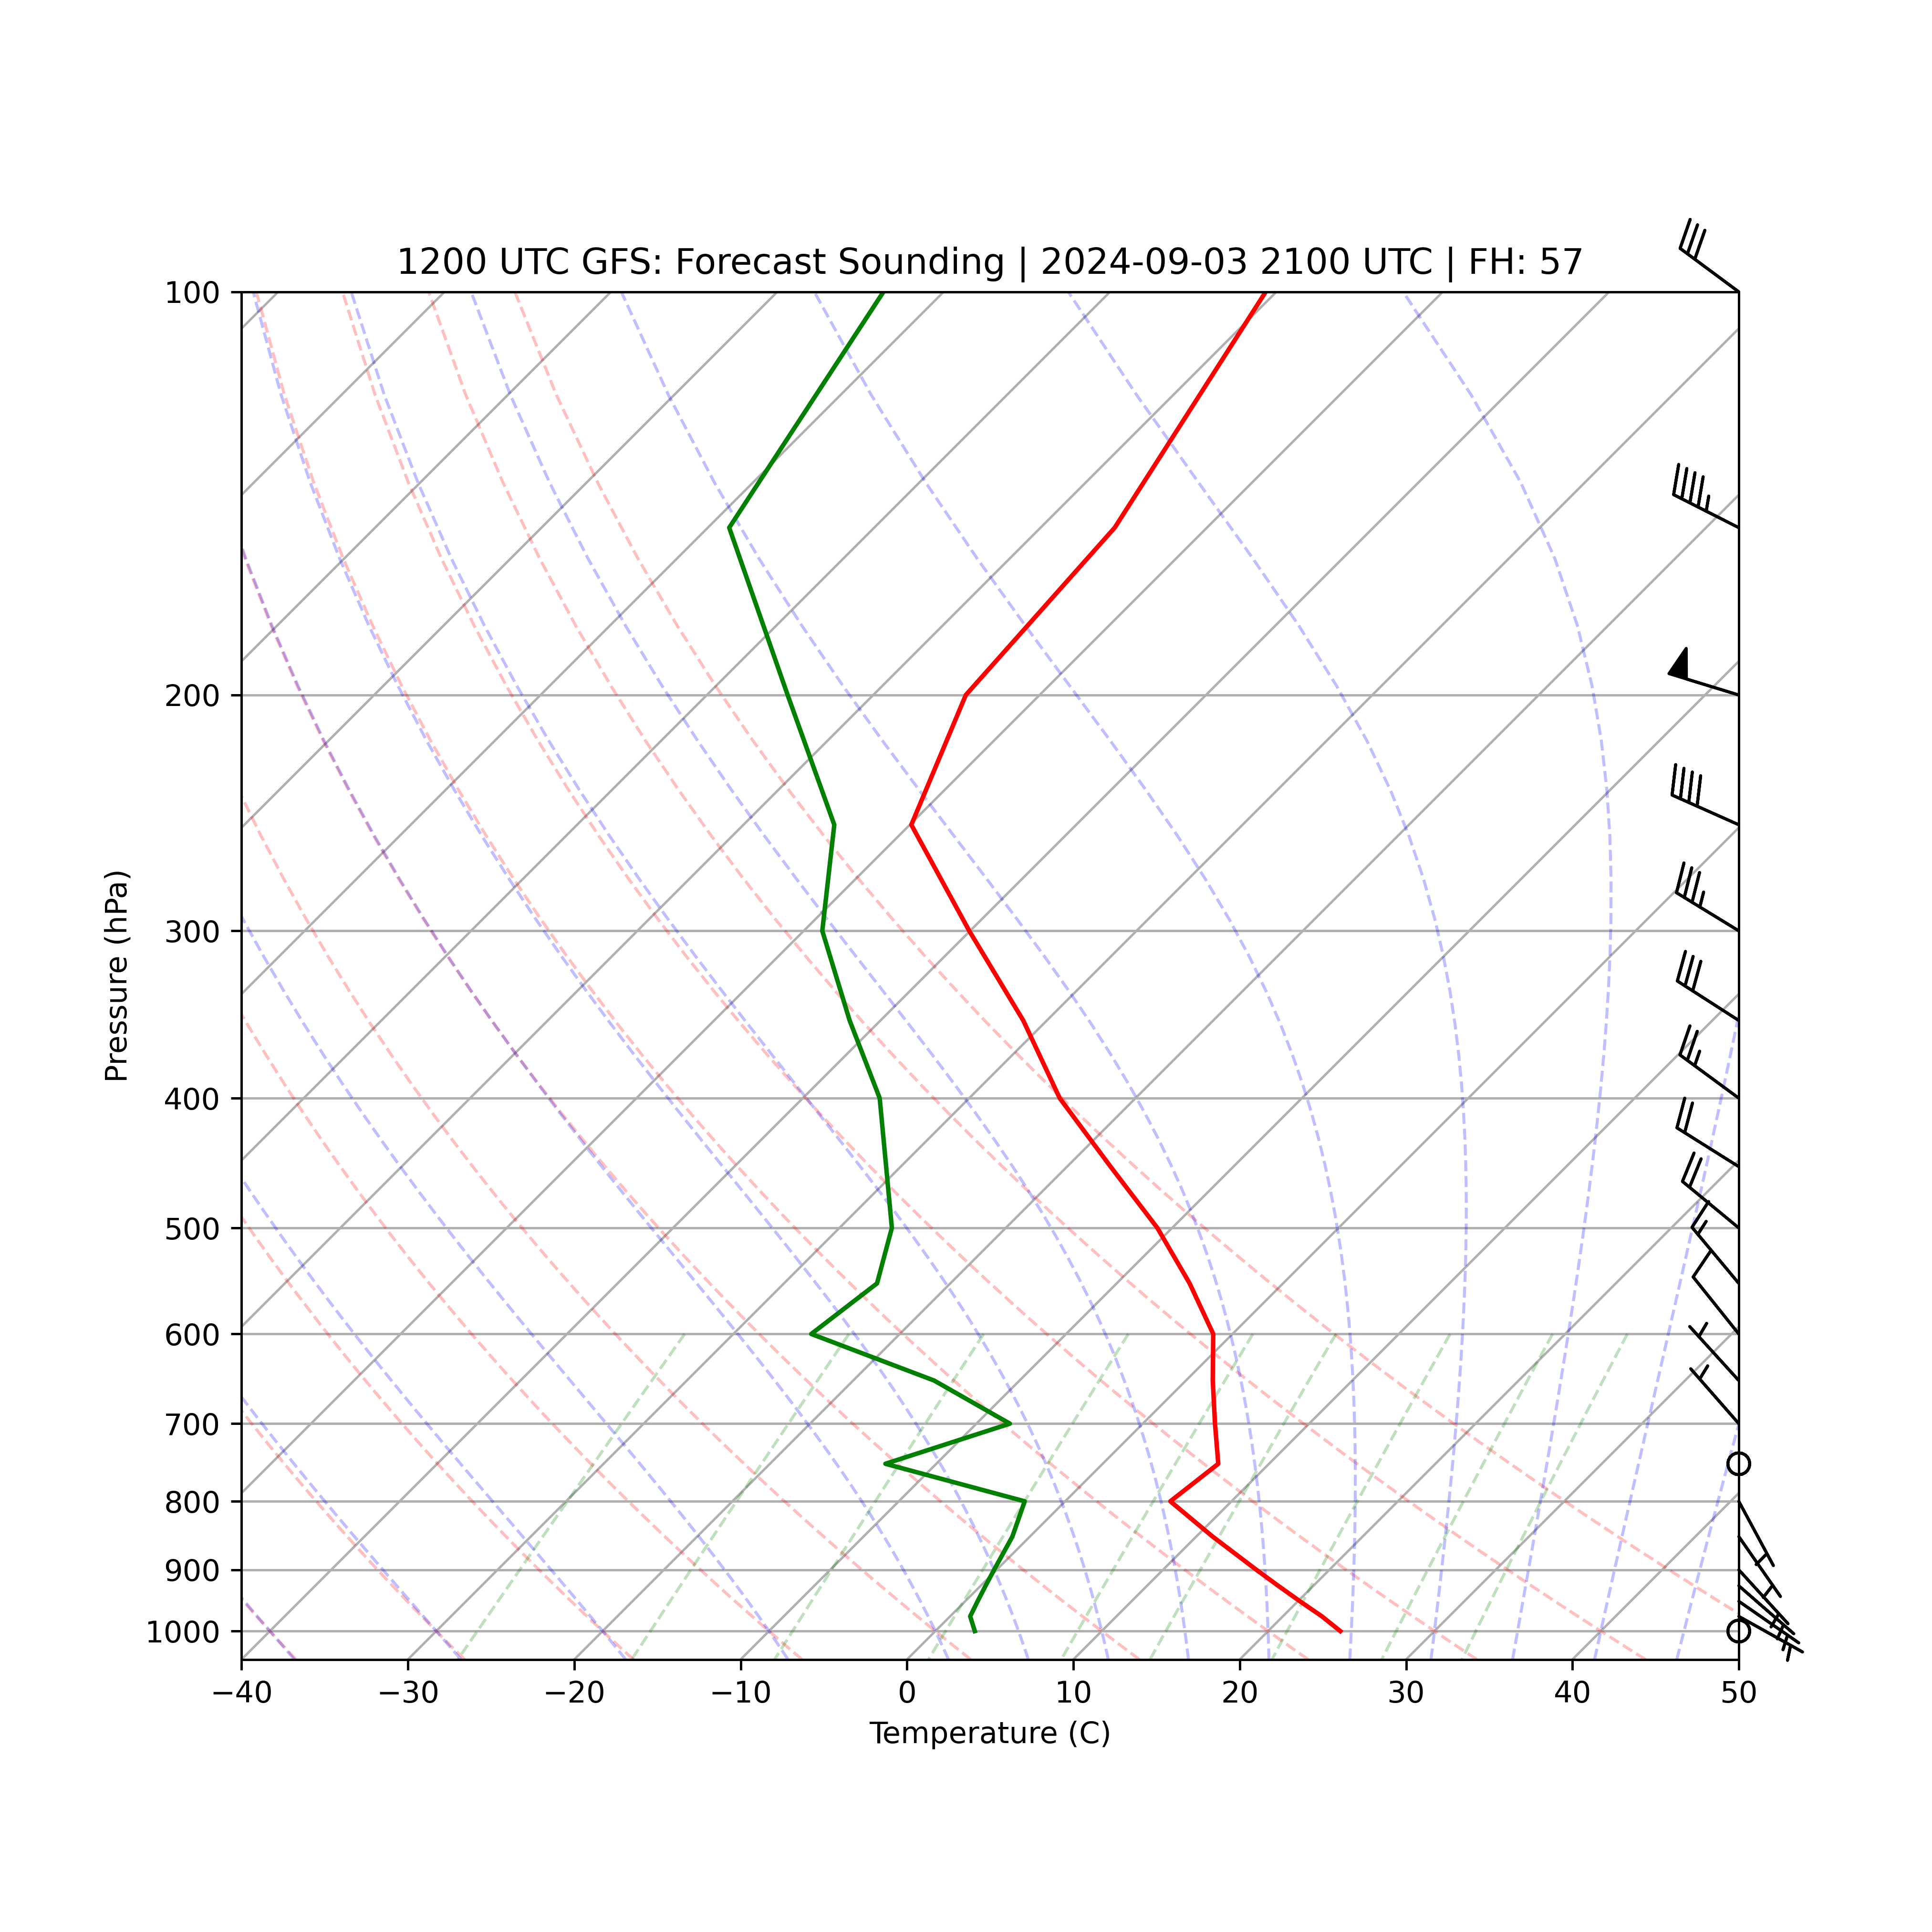 1200 UTC GFS: Forecast Sounding | 2024-09-03 2100 UTC | FH: 57
100
200
300
400
500
600
700
800
900
1000
Pressure (hPa)
−40 −30 −20 −10 0 10 20 30 40 50
Temperature (C)